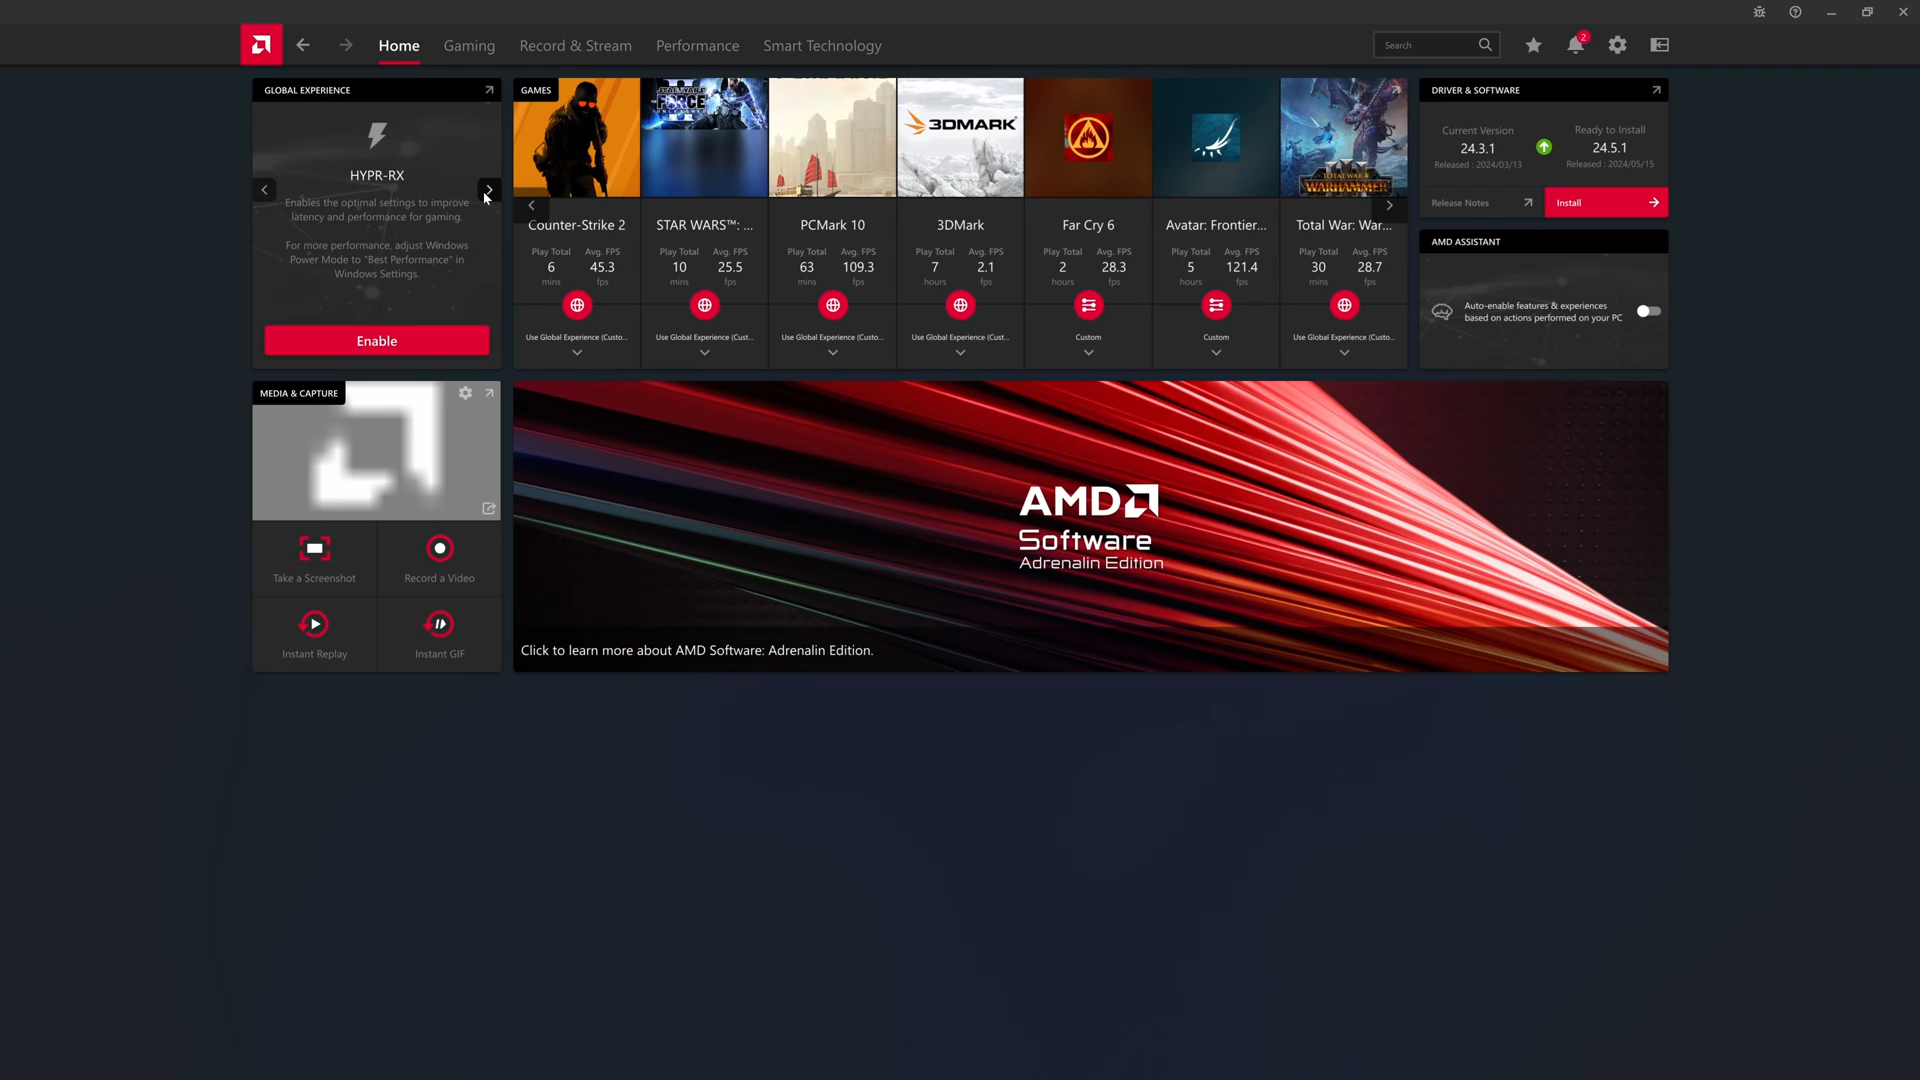 Home
Gaming
Record & Stream
Performance
Smart Technology
Search
2
GLOBAL EXPERIENCE
HYPR-RX
Enables the optimal settings to improve
latency and performance for gaming.
For more performance, adjust Windows
Power Mode to "Best Performance" in
Windows Settings.
Enable
GAMES
STAR WARS
THE FORCE
UNLEASHED
II
3DMARK
TOTAL WAR
WARHAMMER
Counter-Strike 2
Play Total
Avg. FPS
6
45.3
mins
fps
Use Global Experience (Custo...
STAR WARS™: ...
Play Total
Avg. FPS
10
25.5
mins
fps
Use Global Experience (Cust...
PCMark 10
Play Total
Avg. FPS
63
109.3
mins
fps
Use Global Experience (Custo...
3DMark
Play Total
Avg. FPS
7
2.1
hours
fps
Use Global Experience (Cust...
Far Cry 6
Play Total
Avg. FPS
2
28.3
hours
fps
Custom
Avatar: Frontier...
Play Total
Avg. FPS
5
121.4
hours
fps
Custom
Total War: War...
Play Total
Avg. FPS
30
28.7
mins
fps
Use Global Experience (Custo...
DRIVER & SOFTWARE
Current Version
24.3.1
Released : 2024/03/13
Ready to Install
24.5.1
Released : 2024/05/15
Release Notes
Install
AMD ASSISTANT
Auto-enable features & experiences
based on actions performed on your PC
MEDIA & CAPTURE
Take a Screenshot
Record a Video
Instant Replay
Instant GIF
AMD
Software
Adrenalin Edition
Click to learn more about AMD Software: Adrenalin Edition.